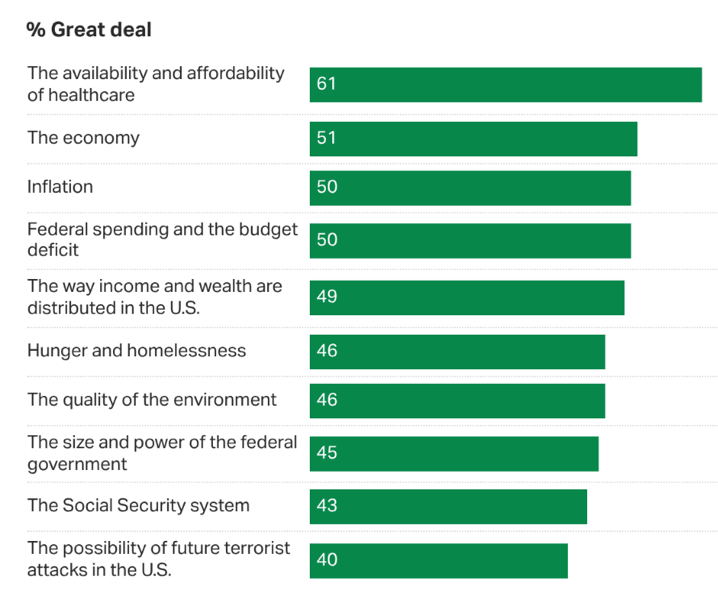 % Great deal
The availability and affordability
of healthcare
61
The economy
51
Inflation
50
Federal spending and the budget
deficit
50
The way income and wealth are
distributed in the U.S.
49
Hunger and homelessness
46
The quality of the environment
46
The size and power of the federal
government
45
The Social Security system
43
The possibility of future terrorist
attacks in the U.S.
40